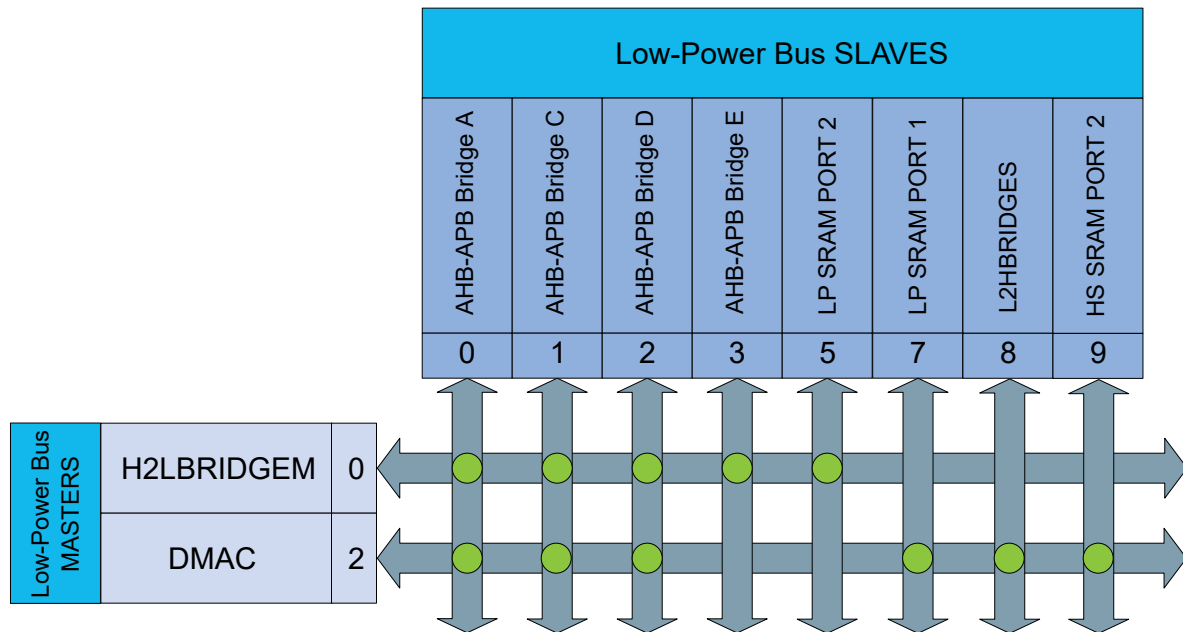 Low-Power Bus SLAVES
AHB-APB Bridge A
AHB-APB Bridge C
AHB-APB Bridge D
AHB-APB Bridge E
LP SRAM PORT 2
LP SRAM PORT 1
L2HBRIDGES
HS SRAM PORT 2
0 1 2 3 5 7 8 9
Low-Power Bus
MASTERS
H2LBRIDGEM 0
DMAC 2